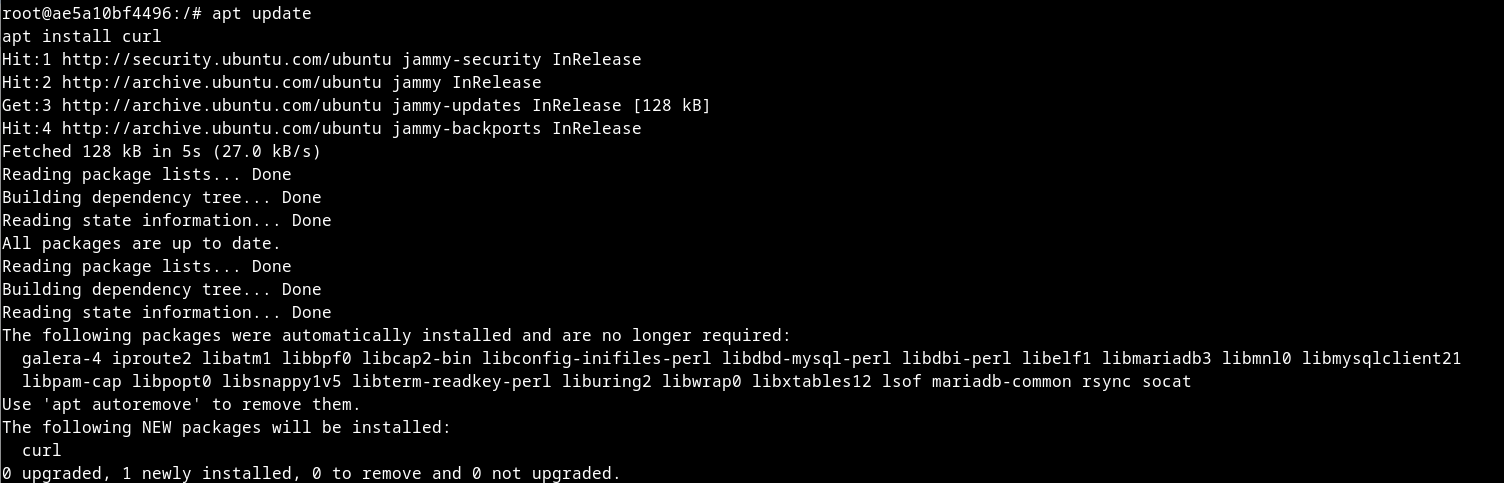 root@ae5a10bf4496:/# apt update
apt install curl
Hit:1 http://security.ubuntu.com/ubuntu jammy-security InRelease
Hit:2 http://archive.ubuntu.com/ubuntu jammy InRelease
Get:3 http://archive.ubuntu.com/ubuntu jammy-updates InRelease [128 kB]
Hit:4 http://archive.ubuntu.com/ubuntu jammy-backports InRelease
Fetched 128 kB in 5s (27.0 kB/s)
Reading package lists... Done
Building dependency tree... Done
Reading state information... Done
All packages are up to date.
Reading package lists... Done
Building dependency tree... Done
Reading state information... Done
The following packages were automatically installed and are no longer required:
  galera-4 iproute2 libatm1 libbpf0 libcap2-bin libconfig-inifiles-perl libdbd-mysql-perl libdbi-perl libelf1 libmariadb3 libmnl0 libmysqlclient21
  libpam-cap libpopt0 libsnappy1v5 libterm-readkey-perl liburing2 libwrap0 libxtables12 lsof mariadb-common rsync socat
Use 'apt autoremove' to remove them.
The following NEW packages will be installed:
  curl
0 upgraded, 1 newly installed, 0 to remove and 0 not upgraded.